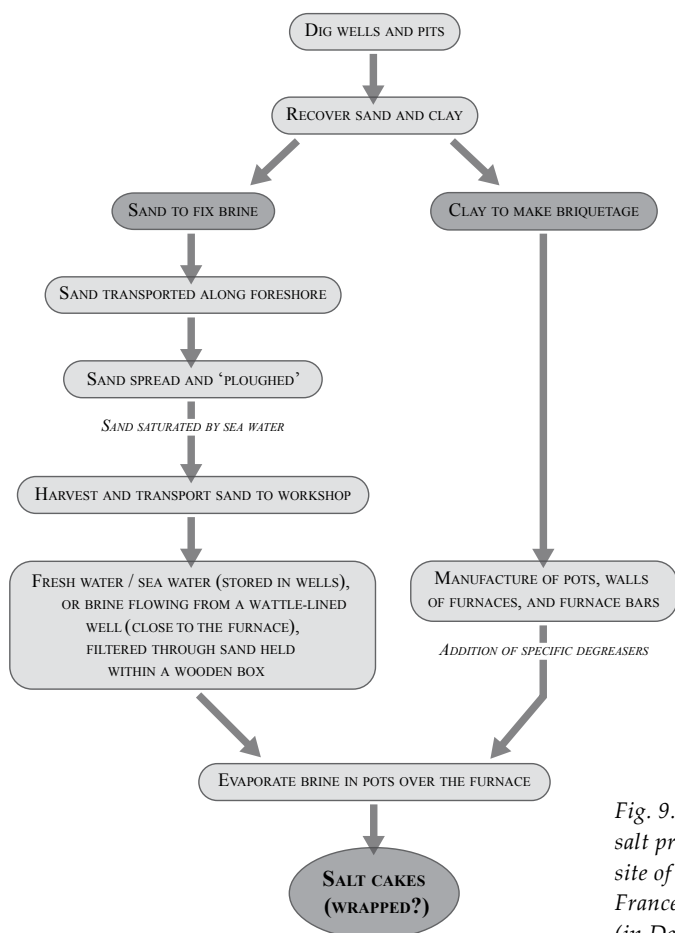 DIG WELLS AND PITS
RECOVER SAND AND CLAY
SAND TO FIX BRINE
CLAY TO MAKE BRIQUETAGE
SAND TRANSPORTED ALONG FORESHORE
SAND SPREAD AND ‘PLOUGHED’
SAND SATURATED BY SEA WATER
HARVEST AND TRANSPORT SAND TO WORKSHOP
FRESH WATER / SEA WATER (STORED IN WELLS),
OR BRINE FLOWING FROM A WATTLE-LINED
WELL (CLOSE TO THE FURNACE),
FILTERED THROUGH SAND HELD
WITHIN A WOODEN BOX
MANUFACTURE OF POTS, WALLS
OF FURNACES, AND FURNACE BARS
ADDITION OF SPECIFIC DEGREASERS
EVAPORATE BRINE IN POTS OVER THE FURNACE
SALT CAKES
(WRAPPED?)
Fig. 9.
salt pr
site of
France
(in De